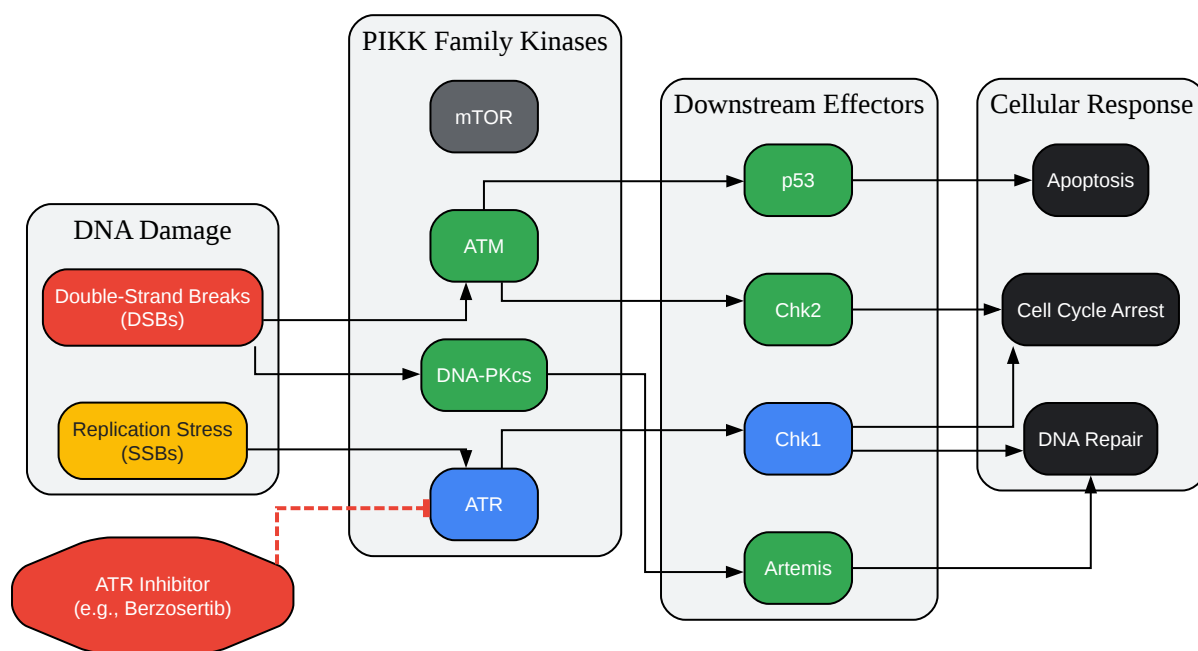 PIKK Family Kinases
mTOR
ATM
DNA-PKcs
ATR
DNA Damage
Double-Strand Breaks
(DSBs)
Replication Stress
(SSBs)
ATR Inhibitor
(e.g., Berzosertib)
Downstream Effectors
p53
Chk2
Chk1
Artemis
Cellular Response
Apoptosis
Cell Cycle Arrest
DNA Repair